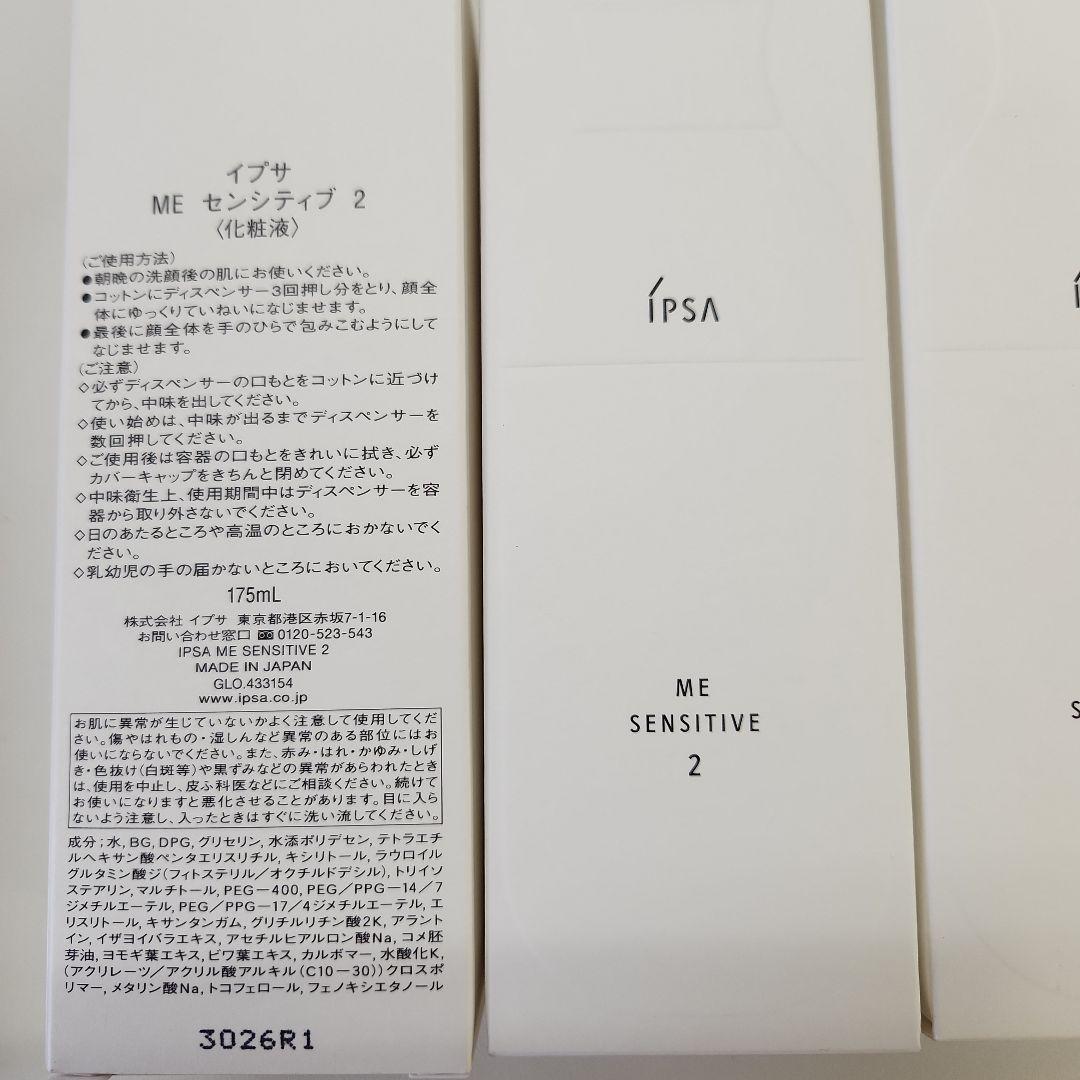 イプサ
ME センシティブ 2
〈化粧液〉
〈ご使用方法〉
●朝晩の洗顔後の肌にお使いください。
●コットンにディスペンサー3回押し分をとり、顔全
体にゆっくりていねいになじませます。
●最後に顔全体を手のひらで包みこむようにして
なじませます。
〈ご注意〉
◇必ずディスペンサーの口もとをコットンに近づけ
てから、中味を出してください。
◇使い始めは、中味が出るまでディスペンサーを
数回押してください。
◇ご使用後は容器の口もとをきれいに拭き、必ず
カバーキャップをきちんと閉めてください。
◇中味衛生上、使用期間中はディスペンサーを容
器から取り外さないでください。
◇日のあたるところや高温のところにおかないでく
ださい。
◇乳幼児の手の届かないところにおいてください。
175mL
株式会社 イプサ 東京都港区赤坂7-1-16
お問い合わせ窓口 0120-523-543
IPSA ME SENSITIVE 2
MADE IN JAPAN
GLO.433154
www.ipsa.co.jp
お肌に異常が生じていないかよく注意して使用してくだ
さい。傷やはれもの・湿しんなど異常のある部位にはお
使いにならないでください。また、赤み・はれ・かゆみ・しげ
き・色抜け(白斑等)や黒ずみなどの異常があらわれたとき
は、使用を中止し、皮ふ科医などにご相談ください。続けて
お使いになりますと悪化させることがあります。目に入ら
ないよう注意し、入ったときはすぐに洗い流してください。
成分;水,BG,DPG,グリセリン,水添ポリデセン,テトラエチ
ルヘキサン酸ペンタエリスリチル,キシリトール,ラウロイル
グルタミン酸ジ(フィトステリル/オクチルドデシル),トリイソ
ステアリン,マルチトール,PEG-400,PEG/PPG-14/7
ジメチルエーテル,PEG/PPG-17/4ジメチルエーテル,エ
リスリトール,キサンタンガム,グリチルリチン酸2K,アラント
イン,イザヨイバラエキス,アセチルヒアルロン酸Na,コメ胚
芽油,ヨモギ葉エキス,ビワ葉エキス,カルボマー,水酸化K,
(アクリレーツ/アクリル酸アルキル(C10-30))クロスポ
リマー,メタリン酸Na,トコフェロール,フェノキシエタノール
3026R1
IPSA
ME
SENSITIVE
2